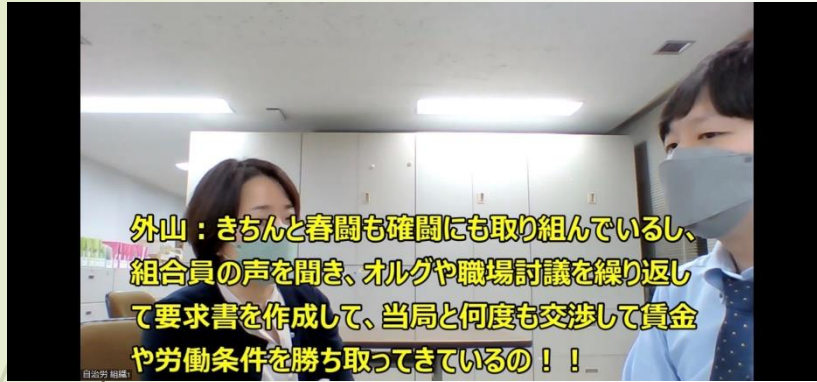 外山：きちんと春闘も確闘にも取り組んでいるし、
組合員の声を聞き、オルグや職場討議を繰り返し
て要求書を作成して、当局と何度も交渉して賃金
や労働条件を勝ち取ってきているの！！
自治労 組織1